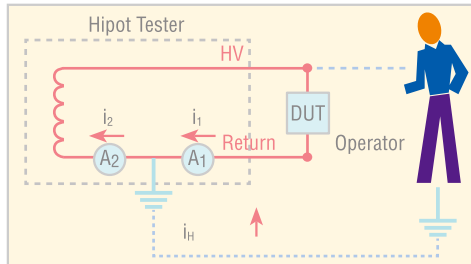 Hipot Tester
HV
i2
i1
DUT
A2
A1
Return
Operator
iH